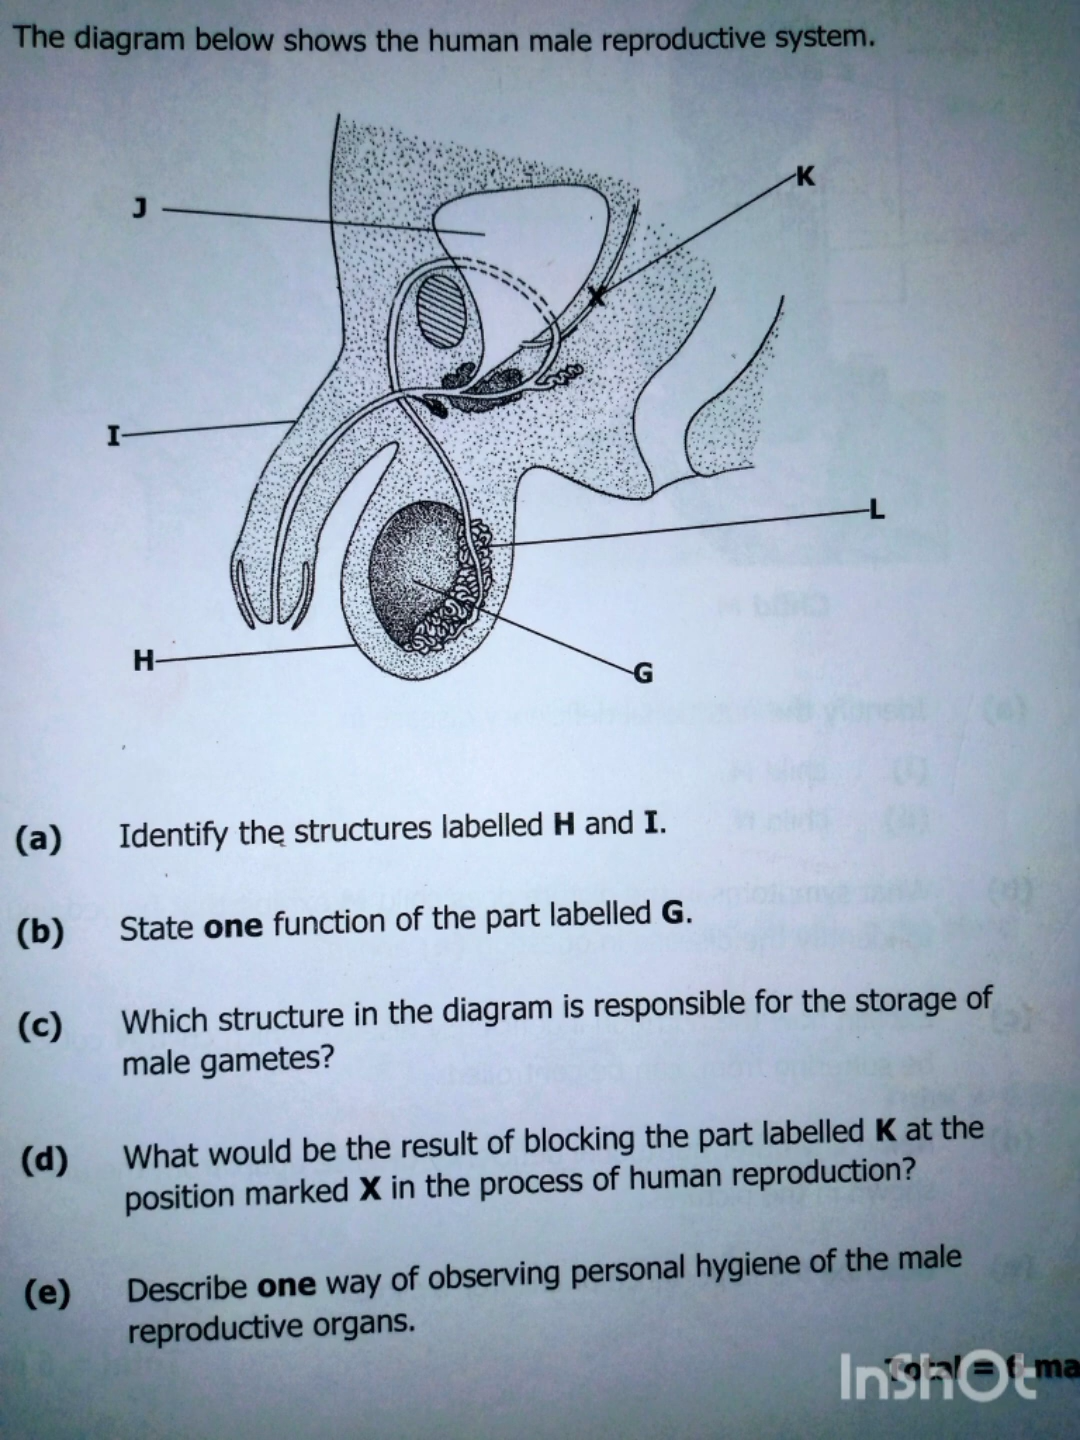 The diagram below shows the human male reproductive system.
K
J
I
L
H
G
(a) Identify the structures labelled H and I.
(b) State one function of the part labelled G.
(c) Which structure in the diagram is responsible for the storage of
male gametes?
(d) What would be the result of blocking the part labelled K at the
position marked X in the process of human reproduction?
(e) Describe one way of observing personal hygiene of the male
reproductive organs.
Total = 6 ma
InShOt